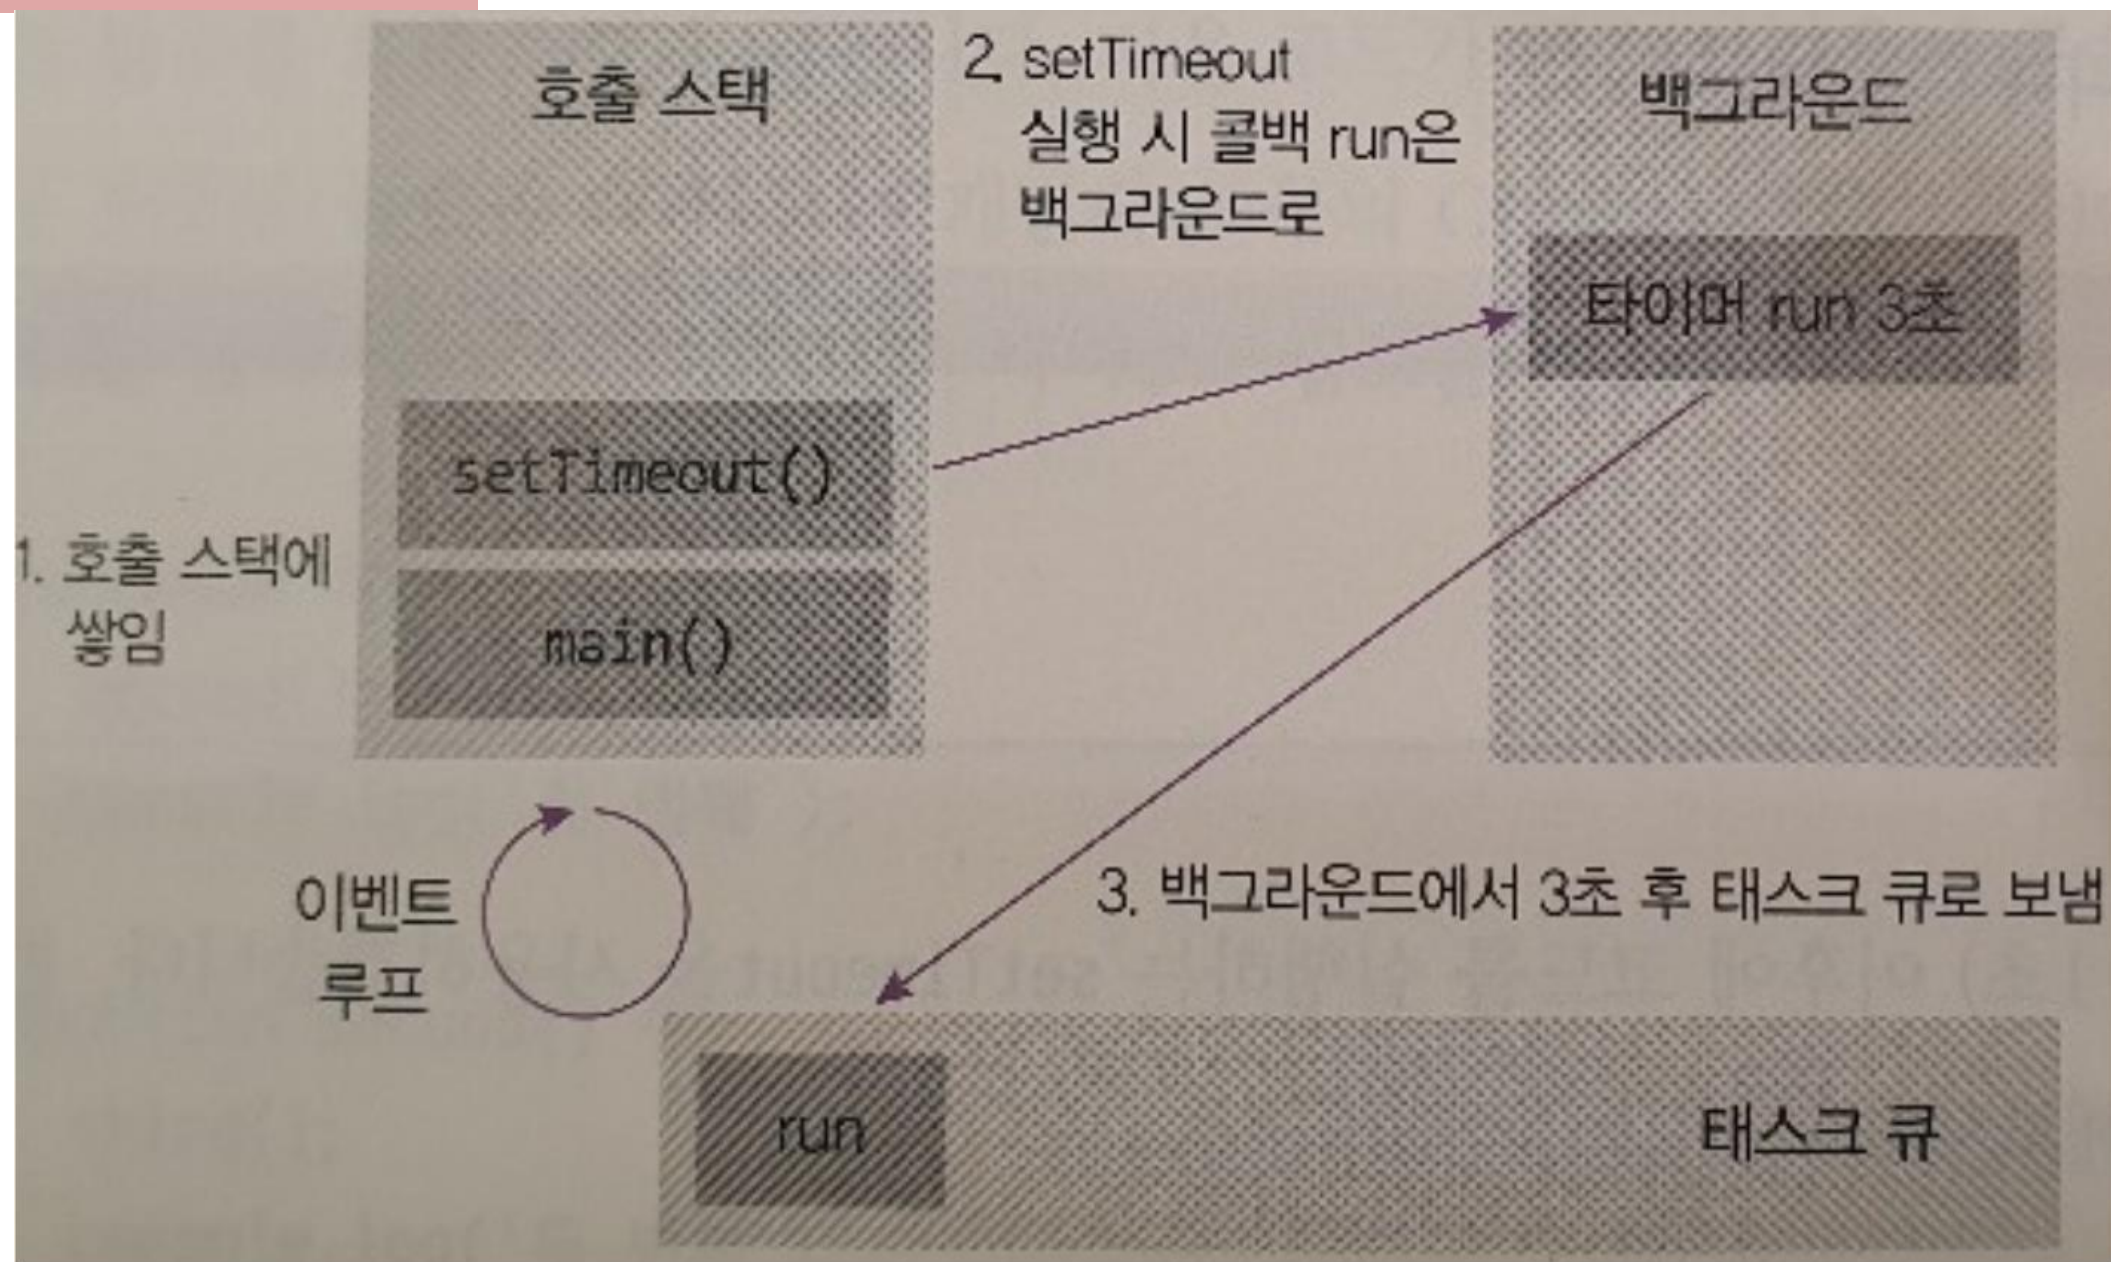 호출 스택
2. setTimeout
실행 시 콜백 run은
백그라운드로
백그라운드
타이머 run 3초
setTimeout()
1. 호출 스택에
쌓임
main()
이벤트
루프
3. 백그라운드에서 3초 후 태스크 큐로 보냄
run
태스크 큐